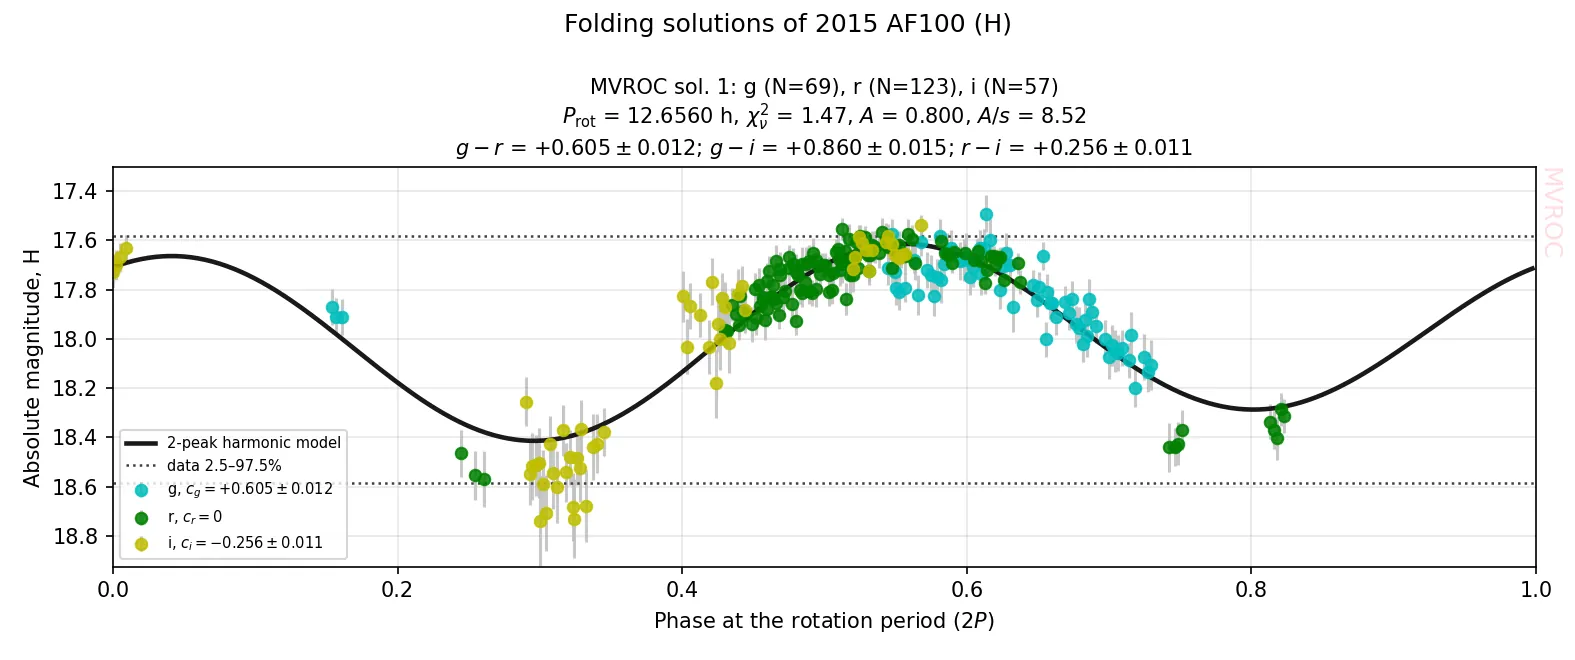 Folding solutions of 2015 AF100 (H)
MVROC sol. 1: g (N=69), r (N=123), i (N=57)
P_rot = 12.6560 h, χ²_ν = 1.47, A = 0.800, A/s = 8.52
g − r = +0.605 ± 0.012; g − i = +0.860 ± 0.015; r − i = +0.256 ± 0.011
MVROC
Absolute magnitude, H
17.4
17.6
17.8
18.0
18.2
18.4
18.6
18.8
2-peak harmonic model
data 2.5–97.5%
g, c_g = +0.605 ± 0.012
r, c_r = 0
i, c_i = −0.256 ± 0.011
0.0 0.2 0.4 0.6 0.8 1.0
Phase at the rotation period (2P)